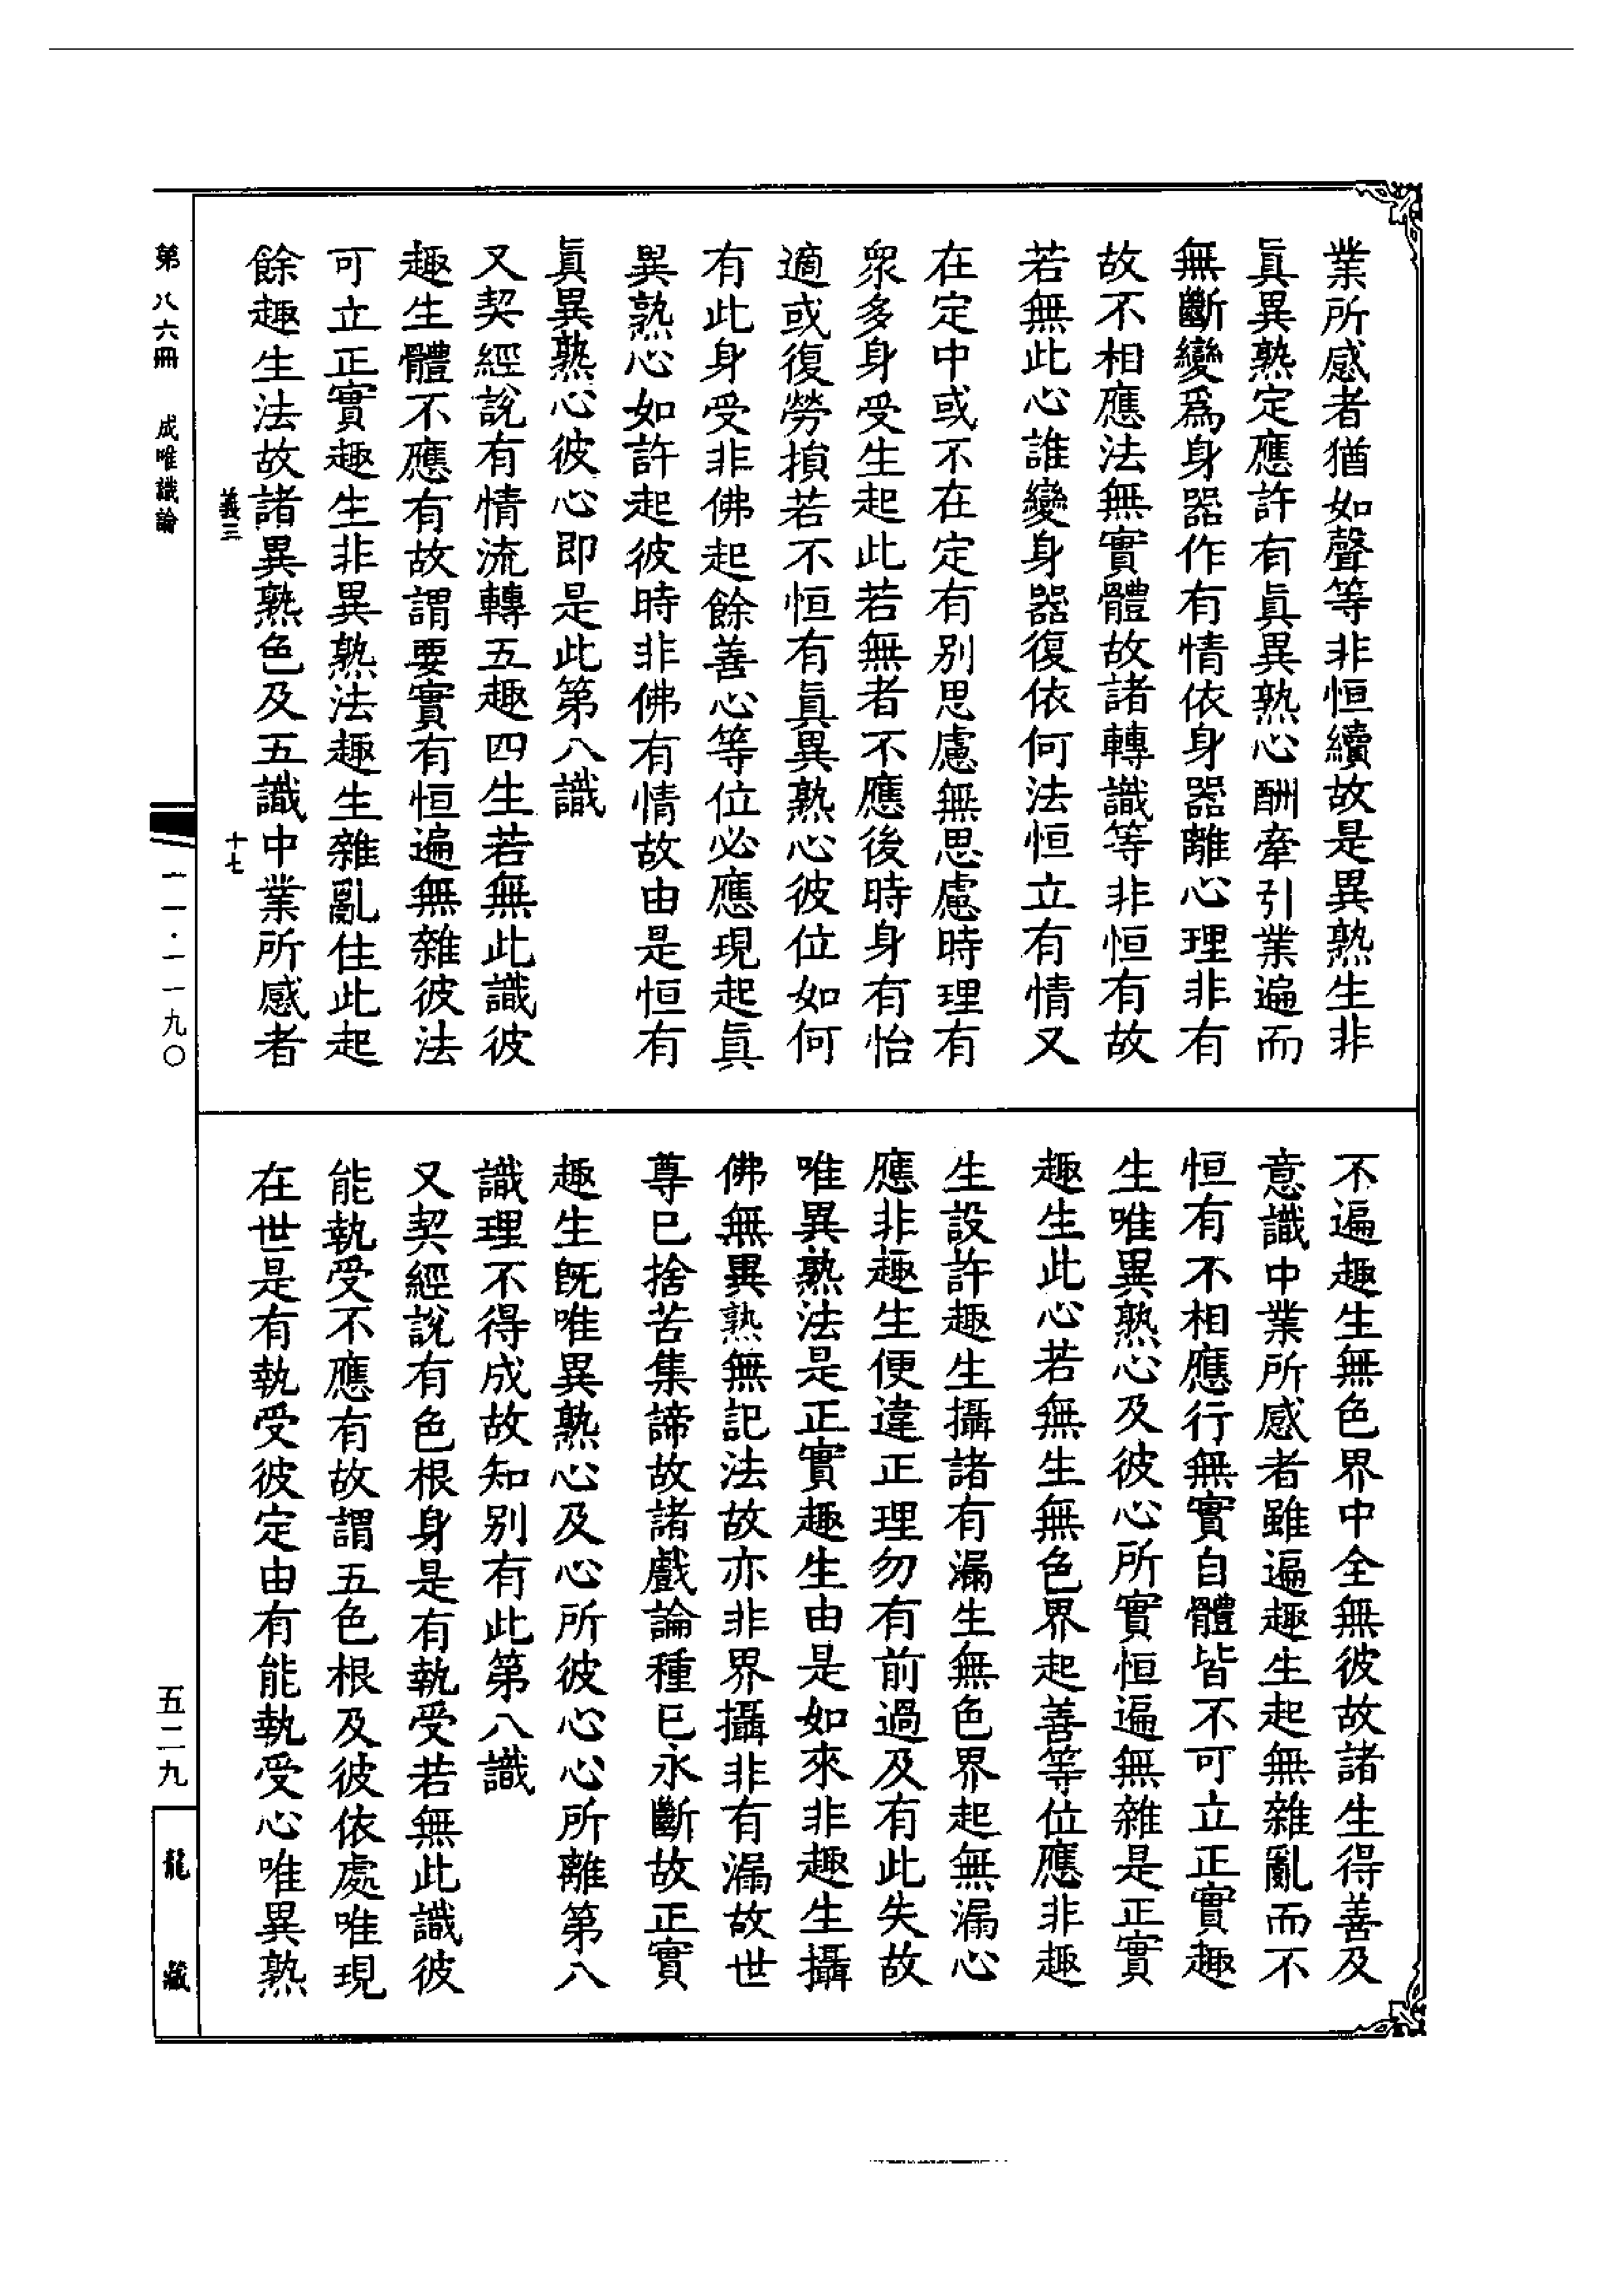 業所感者猶如聲等非恒續故是異熟生非
眞異熟定應許有眞異熟心酬牽引業遍而
無斷變爲身器作有情依身器離心理非有
故不相應法無實體故諸轉識等非恒有故
若無此心誰變身器復依何法恒立有情又
在定中或不在定有別思慮無思慮時理有
衆多身受生起此若無者不應後時身有怡
適或復勞損若不恒有眞異熟心彼位如何
有此身受非佛起餘善心等位必應現起眞
異熟心如許起彼時非佛有情故由是恒有
眞異熟心彼心即是此第八識
又契經說有情流轉五趣四生若無此識彼
趣生體不應有故謂要實有恒遍無雜彼法
可立正實趣生非異熟法趣生雜亂住此起
餘趣生法故諸異熟色及五識中業所感者
義三
十七
不遍趣生無色界中全無彼故諸生得善及
意識中業所感者雖遍趣生起無雜亂而不
恒有不相應行無實自體皆不可立正實趣
生唯異熟心及彼心所實恒遍無雜是正實
趣生此心若無生無色界起善等位應非趣
生設許趣生攝諸有漏生無色界起無漏心
應非趣生便違正理勿有前過及有此失故
唯異熟法是正實趣生由是如來非趣生攝
佛無異熟無記法故亦非界攝非有漏故世
尊已捨苦集諦故諸戲論種已永斷故正實
趣生旣唯異熟心及心所彼心心所離第八
識理不得成故知別有此第八識
又契經說有色根身是有執受若無此識彼
能執受不應有故謂五色根及彼依處唯現
在世是有執受彼定由有能執受心唯異熟
第八六冊 成唯識論
一一·一一九〇
五二九
龍藏